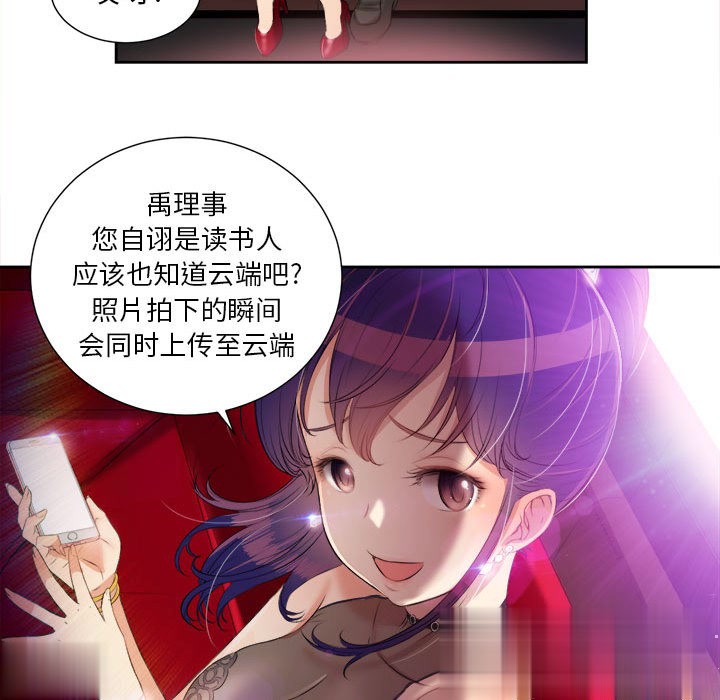 禹理事
您自诩是读书人
应该也知道云端吧?
照片拍下的瞬间
会同时上传至云端